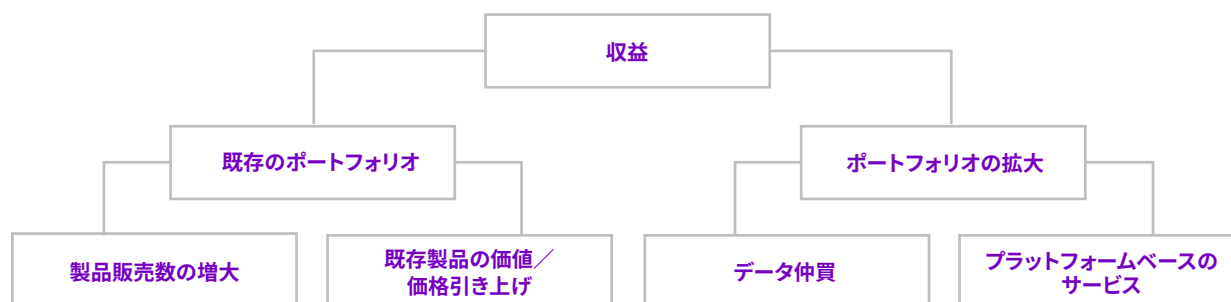 収益
既存のポートフォリオ
ポートフォリオの拡大
製品販売数の増大
既存製品の価値／
価格引き上げ
データ仲買
プラットフォームベースの
サービス